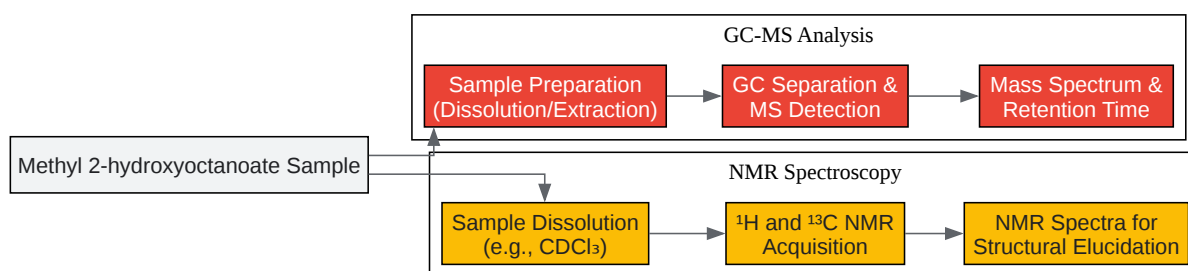 GC-MS Analysis
Sample Preparation
(Dissolution/Extraction)
GC Separation &
MS Detection
Mass Spectrum &
Retention Time
Methyl 2-hydroxyoctanoate Sample
NMR Spectroscopy
Sample Dissolution
(e.g., CDCl₃)
¹H and ¹³C NMR
Acquisition
NMR Spectra for
Structural Elucidation